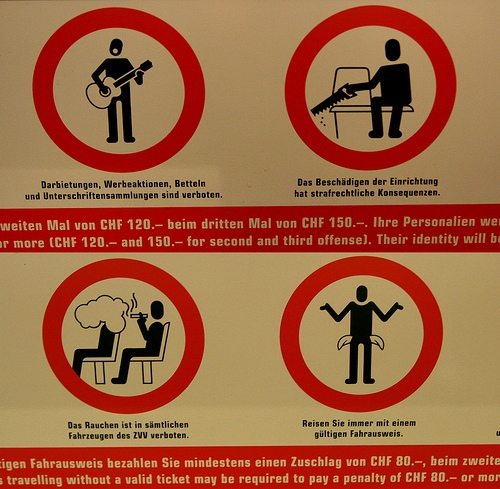 Darbietungen, Werbeaktionen, Betteln
und Unterschriftensammlungen sind verboten.
Das Beschädigen der Einrichtung
hat strafrechtliche Konsequenzen.
weiten Mal von CHF 120.– beim dritten Mal von CHF 150.–. Ihre Personalien we
or more (CHF 120.– and 150.– for second and third offense). Their identity will b
Das Rauchen ist in sämtlichen
Fahrzeugen des ZVV verboten.
Reisen Sie immer mit einem
gültigen Fahrausweis.
tigen Fahrausweis bezahlen Sie mindestens einen Zuschlag von CHF 80.–, beim zweite
s travelling without a valid ticket may be required to pay a penalty of CHF 80.– or mor